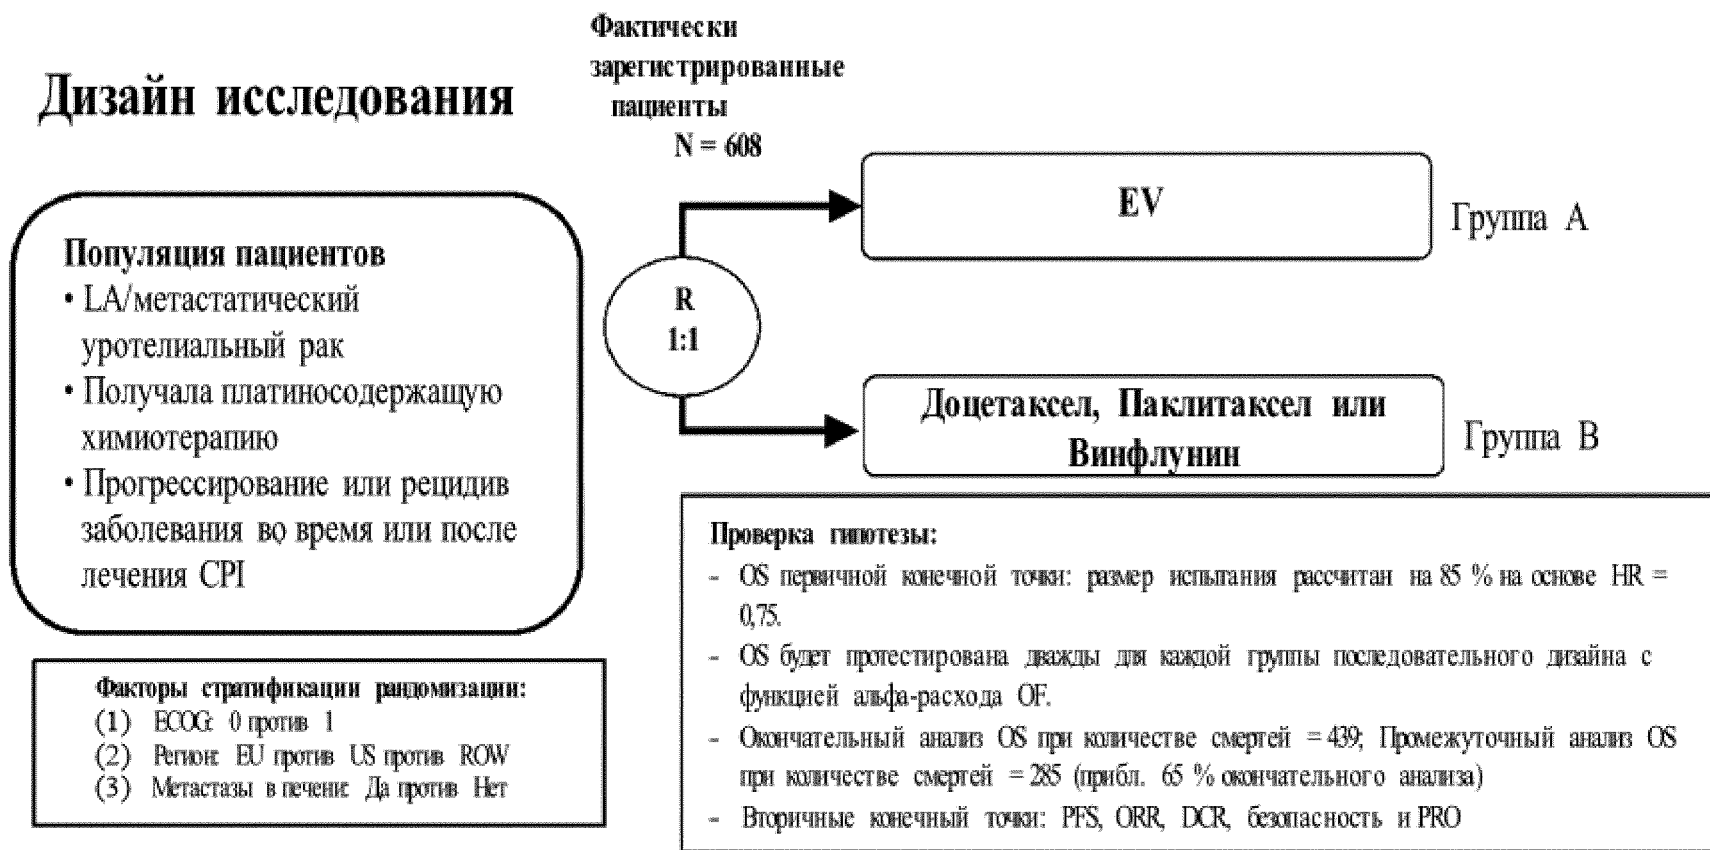 Дизайн исследования
Фактически
зарегистрированные
пациенты
N = 608
Популяция пациентов
• LA/метастатический
уротелиальный рак
• Получала платиносодержащую
химиотерапию
• Прогрессирование или рецидив
заболевания во время или после
лечения CPI
R
1:1
EV
Группа A
Доцетаксел, Паклитаксел или
Винфлунин
Группа B
Факторы стратификации рандомизации:
(1) ECOG: 0 против 1
(2) Регион: EU против US против ROW
(3) Метастазы в печени: Да против Нет
Проверка гипотезы:
- OS первичной конечной точки: размер испытания рассчитан на 85 % на основе HR =
0,75.
- OS будет протестирована дважды для каждой группы последовательного дизайна с
функцией альфа-расхода OF.
- Окончательный анализ OS при количестве смертей = 439; Промежуточный анализ OS
при количестве смертей = 285 (прибл. 65 % окончательного анализа)
- Вторичные конечный точки: PFS, ORR, DCR, безопасность и PRO